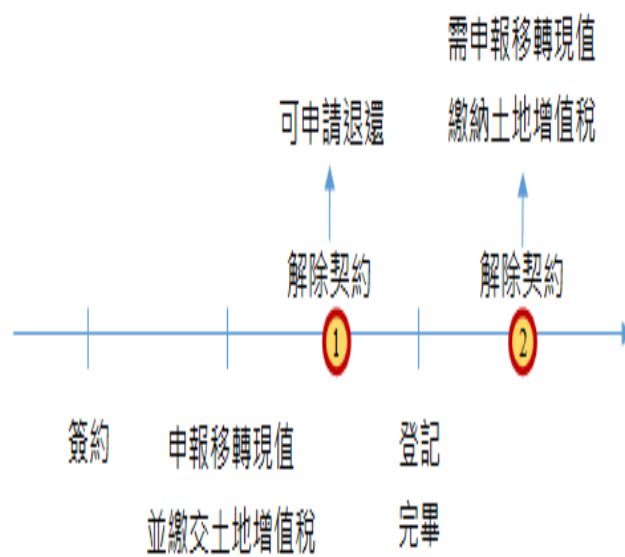 需申報移轉現值
繳納土地增值稅
可申請退還
解除契約
解除契約
1
2
簽約
申報移轉現值
並繳交土地增值稅
登記
完畢